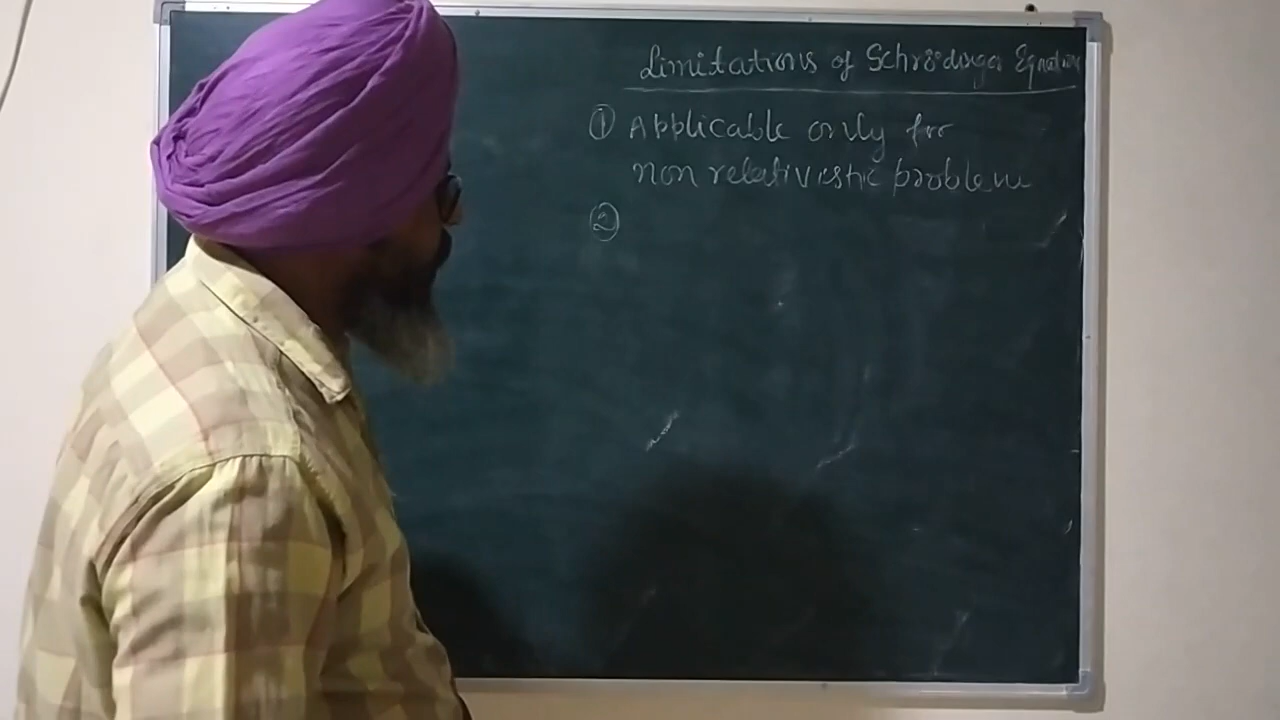 Limitations of Schrödinger Equation
① Applicable only for
non relativistic problem
②